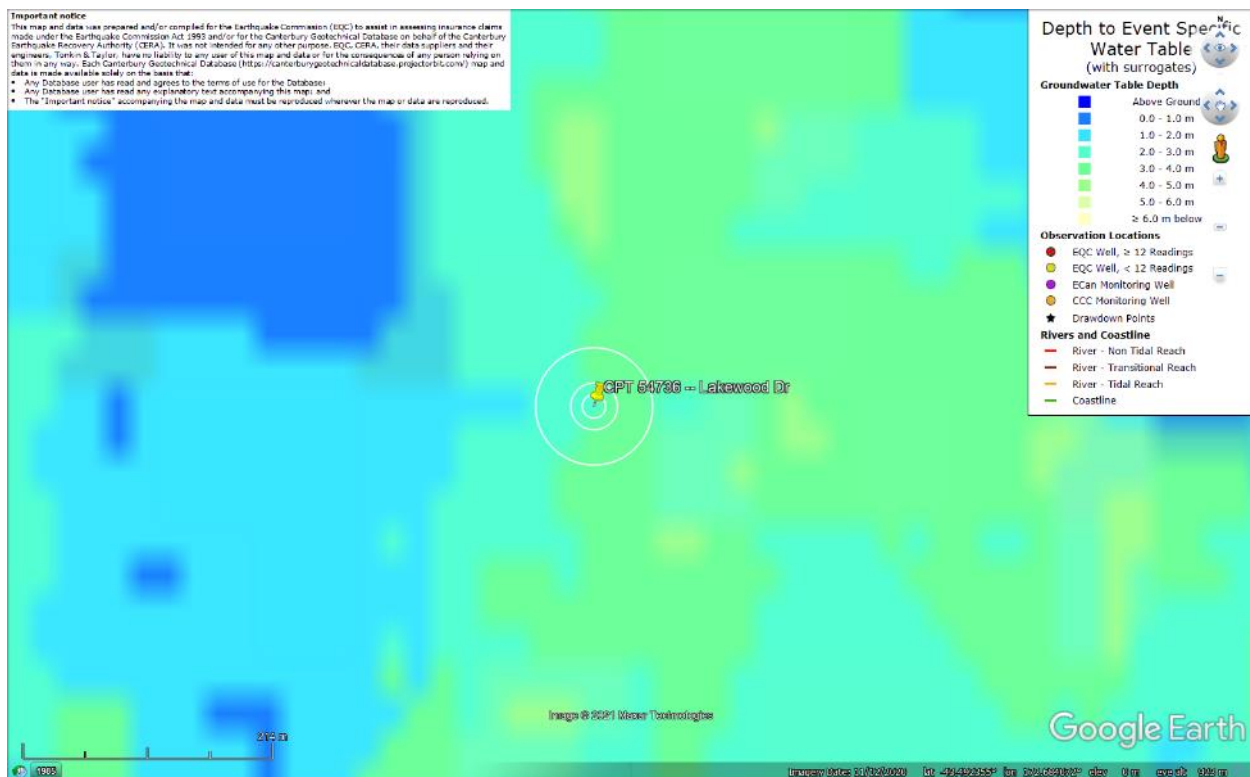 Important notice
This map and data was prepared and/or compiled for the Earthquake Commission (EQC) to assist in assessing insurance claims
made under the Earthquake Commission Act 1993 and/or for the Canterbury Geotechnical Database on behalf of the Canterbury
Earthquake Recovery Authority (CERA). It was not intended for any other purpose. EQC, CERA, their data suppliers and their
engineers, Tonkin & Taylor, have no liability to any user of this map and data or for the consequences of any person relying on
them in any way. Each Canterbury Geotechnical Database (https://canterburygeotechnicaldatabase.projectorbit.com/) map and
data is made available solely on the basis that:
• Any Database user has read and agrees to the terms of use for the Database;
• Any Database user has read any explanatory text accompanying this map; and
• The "Important notice" accompanying the map and data must be reproduced wherever the map or data are reproduced.
Depth to Event Specific
Water Table
(with surrogates)
Groundwater Table Depth
Above Ground
0.0 - 1.0 m
1.0 - 2.0 m
2.0 - 3.0 m
3.0 - 4.0 m
4.0 - 5.0 m
5.0 - 6.0 m
≥ 6.0 m below
Observation Locations
EQC Well, ≥ 12 Readings
EQC Well, < 12 Readings
ECan Monitoring Well
CCC Monitoring Well
Drawdown Points
Rivers and Coastline
River - Non Tidal Reach
River - Transitional Reach
River - Tidal Reach
Coastline
N
CPT 54736 -- Lakewood Dr
Image © 2021 Maxar Technologies
Google Earth
214 m
1985
Imagery Date: lat lon elev 0 m eye alt